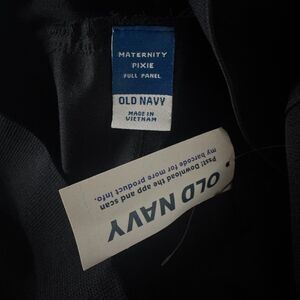 MATERNITY
PIXIE
FULL PANEL
OLD NAVY
MADE IN
VIETNAM
OLD NAVY
Psst! Download the app and scan
my barcode for more product info.